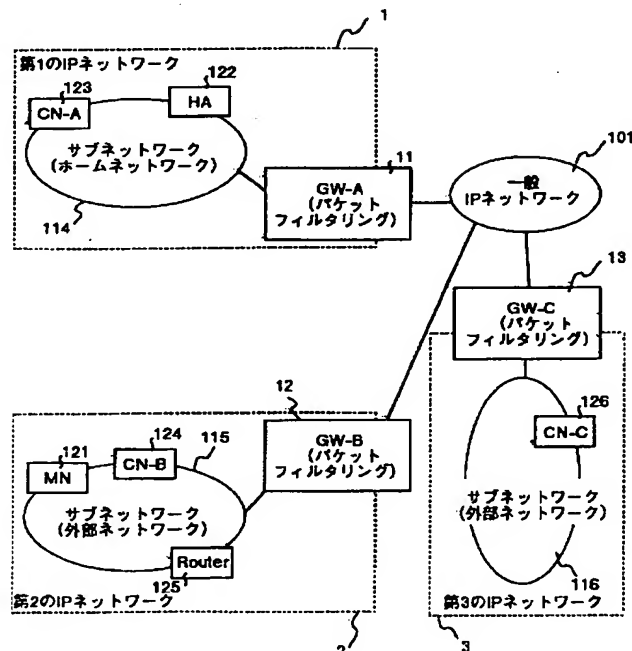 1
第1のIPネットワーク
123
122
CN-A
HA
サブネットワーク
(ホームネットワーク)
114
11
GW-A
(パケット
フィルタリング)
101
一般
IPネットワーク
13
GW-C
(パケット
フィルタリング)
12
GW-B
(パケット
フィルタリング)
121
124
115
MN
CN-B
サブネットワーク
(外部ネットワーク)
Router
125
第2のIPネットワーク
2
126
CN-C
サブネットワーク
(外部ネットワーク)
116
第3のIPネットワーク
3